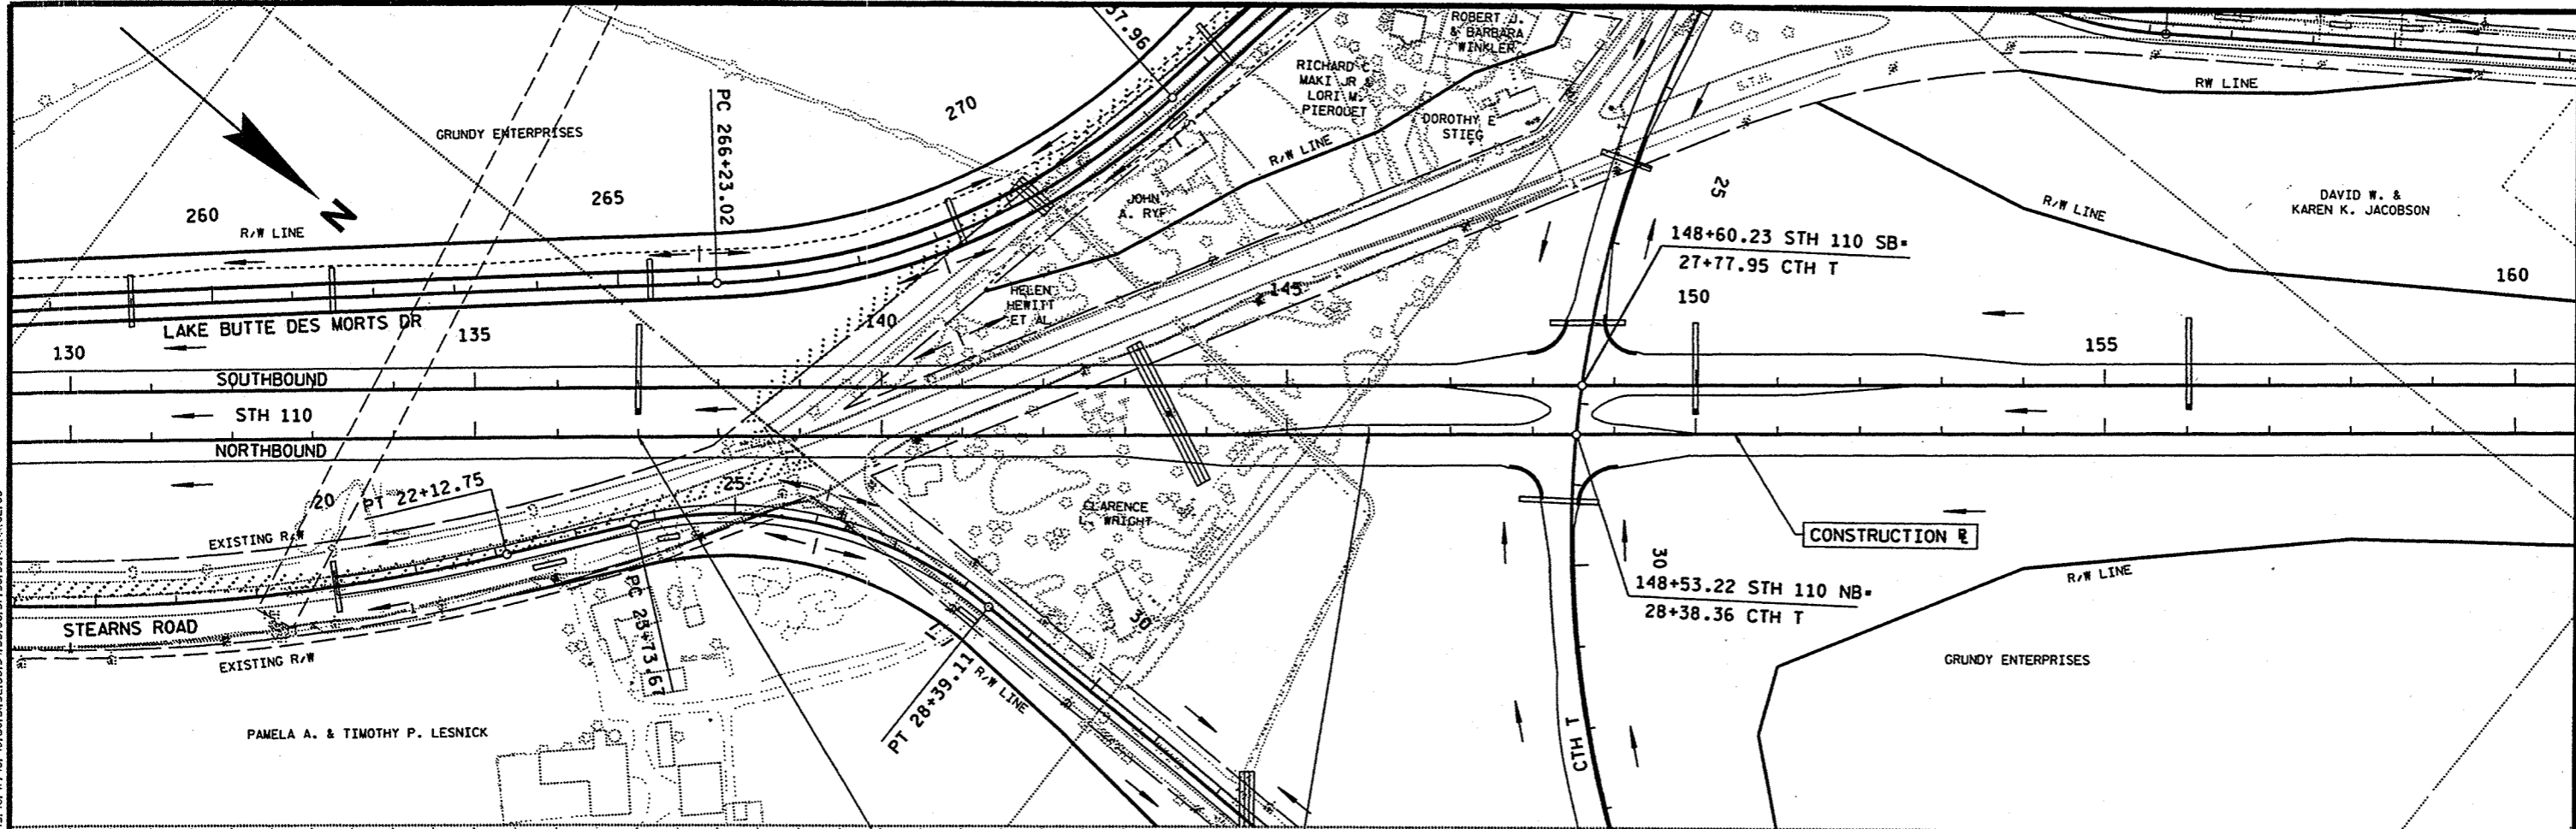 37.96
ROBERT J.
& BARBARA
WINKLER
RICHARD C
MAKI JR &
LORI M.
PIERQUET
DOROTHY E
STIEG
S.T.H. 110
R/W LINE
GRUNDY ENTERPRISES
PC 266+23.02
270
265
260
R/W LINE
N
R/W LINE
JOHN
A. RYF
25
DAVID W. &
KAREN K. JACOBSON
R/W LINE
148+60.23 STH 110 SB=
27+77.95 CTH T
HELEN
HEWITT
ET AL
145
150
160
LAKE BUTTE DES MORTS DR
130
135
140
155
SOUTHBOUND
STH 110
NORTHBOUND
20
PT 22+12.75
25
CLARENCE
L. WRIGHT
EXISTING R/W
CONSTRUCTION
30
148+53.22 STH 110 NB=
28+38.36 CTH T
R/W LINE
PC 23+73.67
STEARNS ROAD
EXISTING R/W
30
PT 28+39.11
R/W LINE
GRUNDY ENTERPRISES
PAMELA A. & TIMOTHY P. LESNICK
CTH T